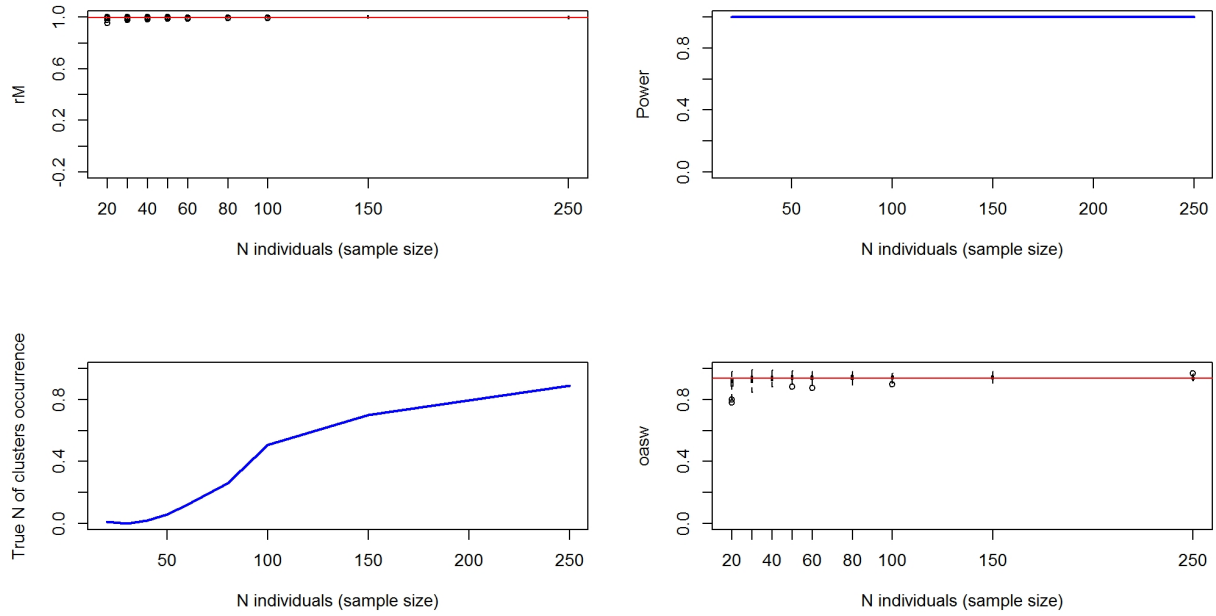 rM
-0.2 0.2 0.6 1.0
20 40 60 80 100 150 250
N individuals (sample size)
Power
0.0 0.4 0.8
50 100 150 200 250
N individuals (sample size)
True N of clusters occurrence
0.0 0.4 0.8
50 100 150 200 250
N individuals (sample size)
oasw
0.0 0.4 0.8
20 40 60 80 100 150 250
N individuals (sample size)